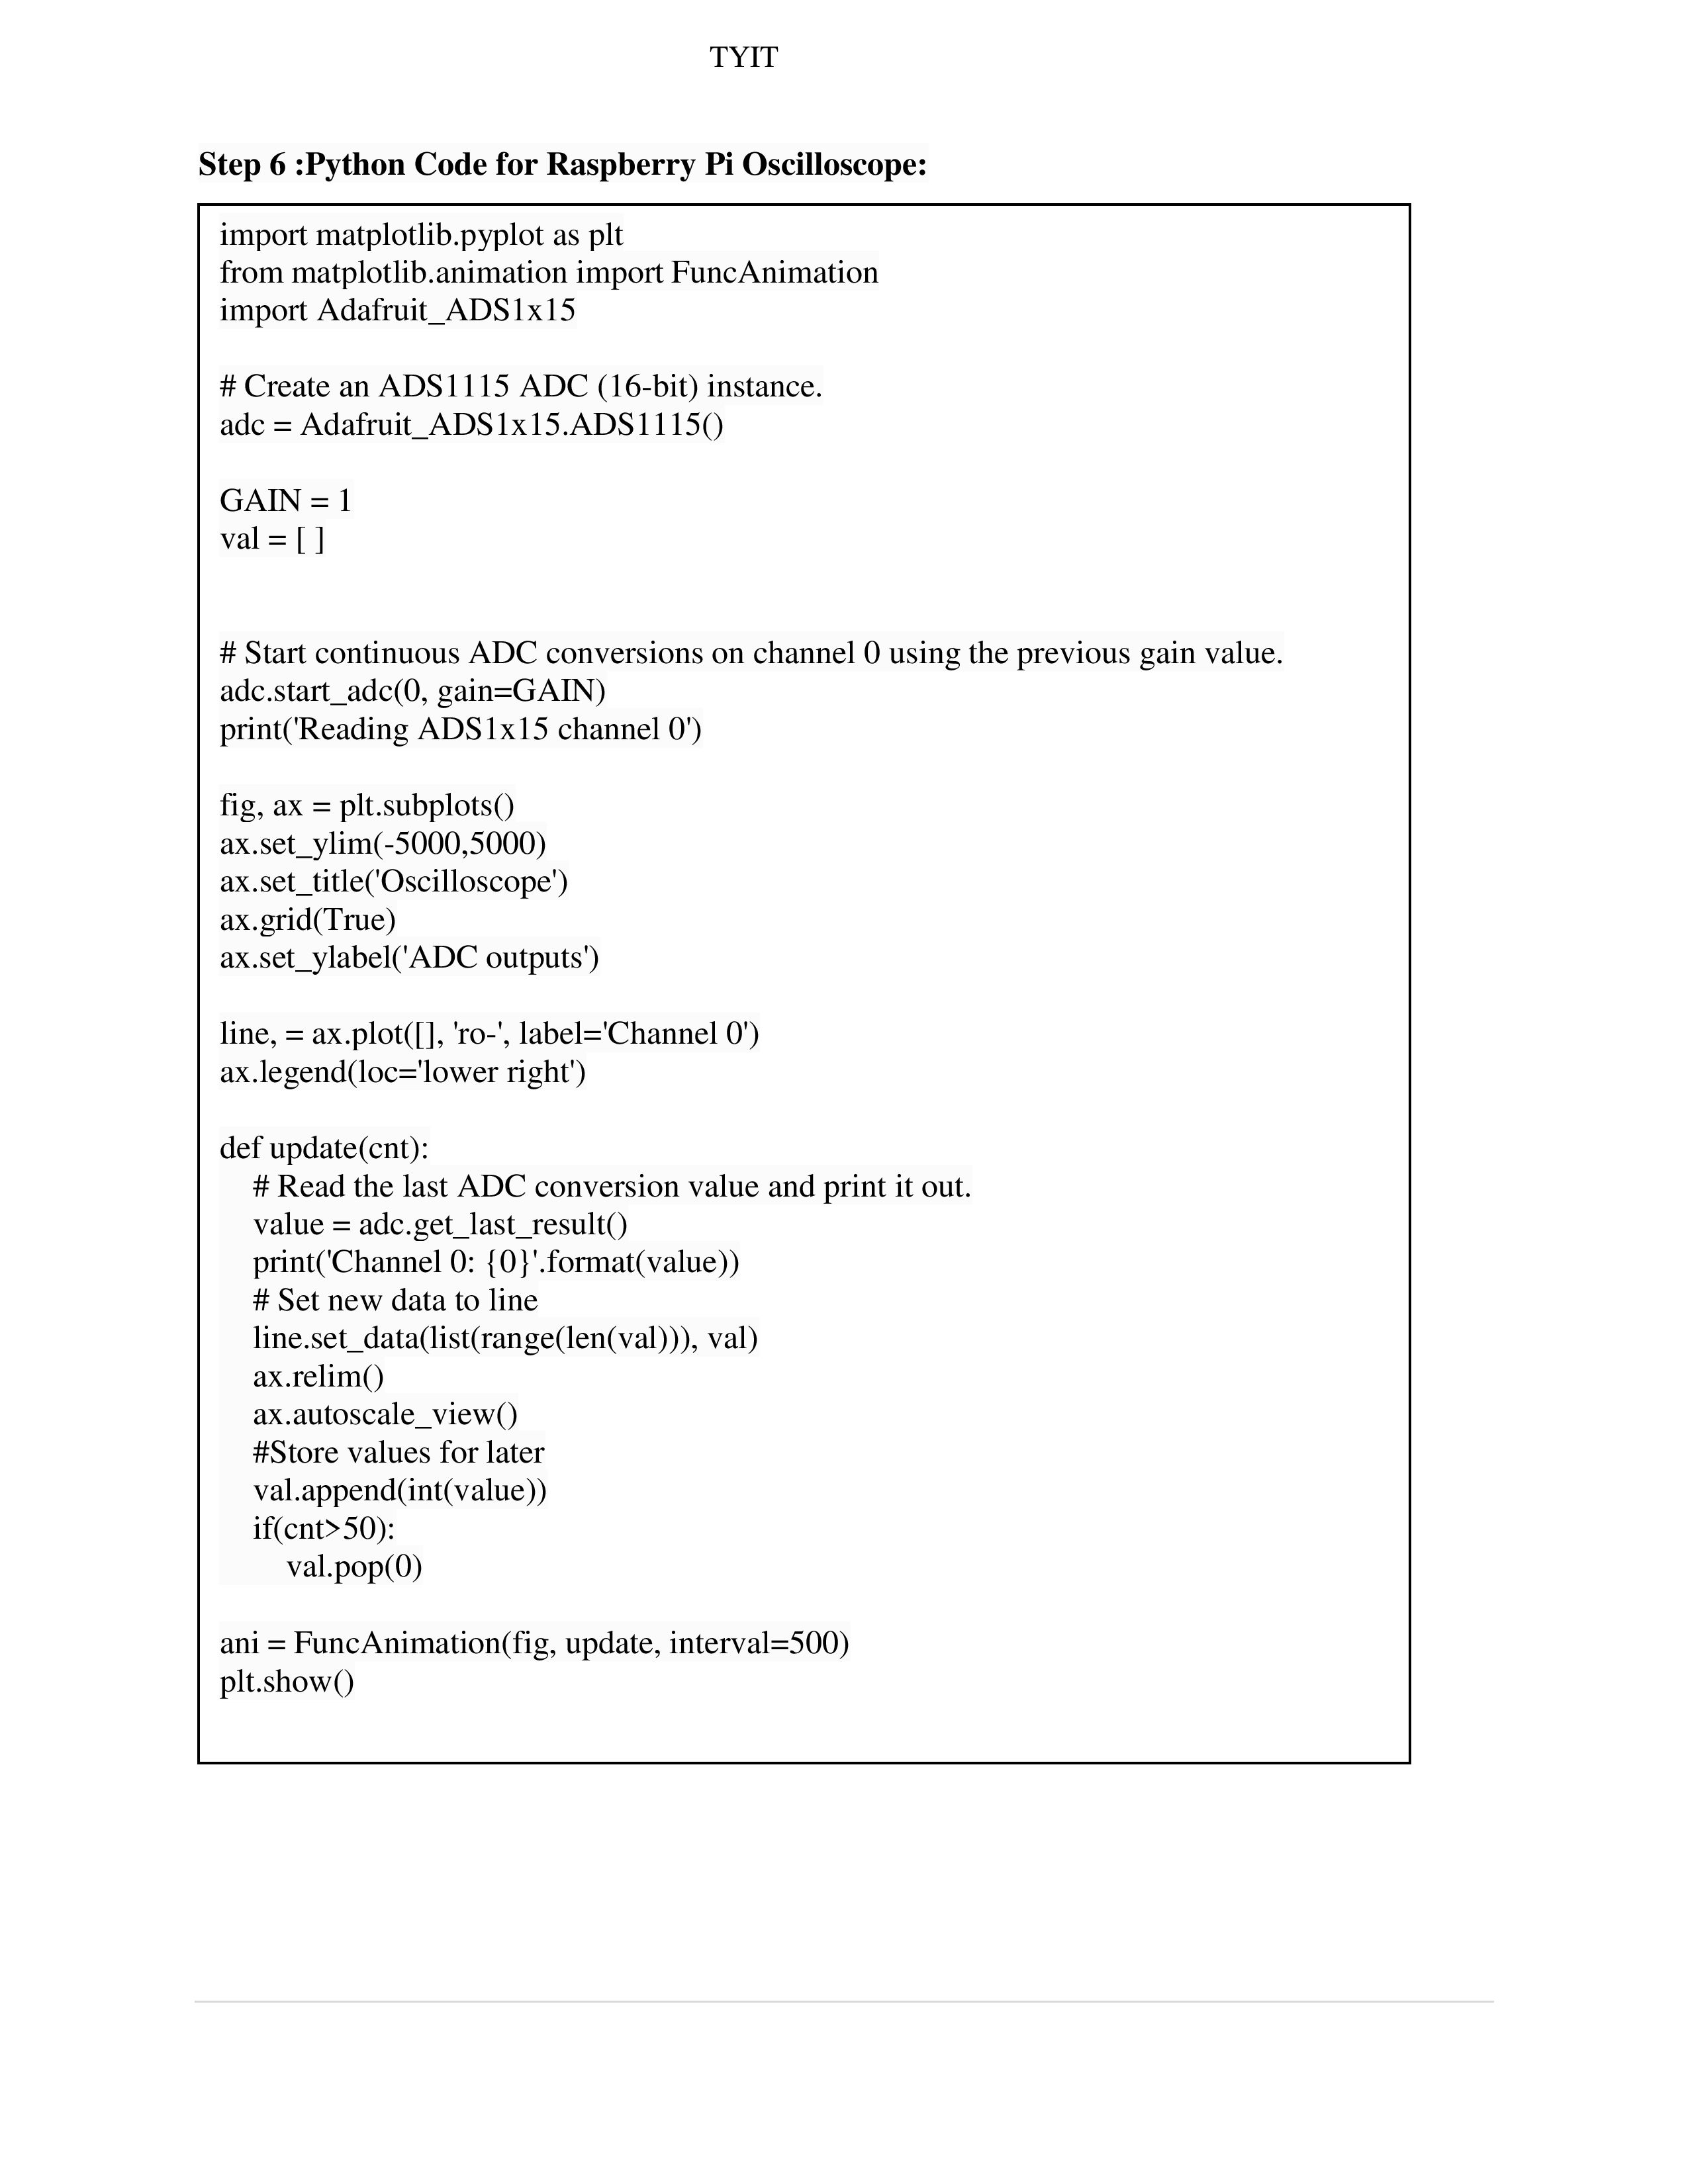 TYIT
Step 6 :Python Code for Raspberry Pi Oscilloscope:
import matplotlib.pyplot as plt
from matplotlib.animation import FuncAnimation
import Adafruit_ADS1x15
# Create an ADS1115 ADC (16-bit) instance.
adc = Adafruit_ADS1x15.ADS1115()
GAIN = 1
val = [ ]
# Start continuous ADC conversions on channel 0 using the previous gain value.
adc.start_adc(0, gain=GAIN)
print('Reading ADS1x15 channel 0')
fig, ax = plt.subplots()
ax.set_ylim(-5000,5000)
ax.set_title('Oscilloscope')
ax.grid(True)
ax.set_ylabel('ADC outputs')
line, = ax.plot([], 'ro-', label='Channel 0')
ax.legend(loc='lower right')
def update(cnt):
    # Read the last ADC conversion value and print it out.
    value = adc.get_last_result()
    print('Channel 0: {0}'.format(value))
    # Set new data to line
    line.set_data(list(range(len(val))), val)
    ax.relim()
    ax.autoscale_view()
    #Store values for later
    val.append(int(value))
    if(cnt>50):
        val.pop(0)
ani = FuncAnimation(fig, update, interval=500)
plt.show()